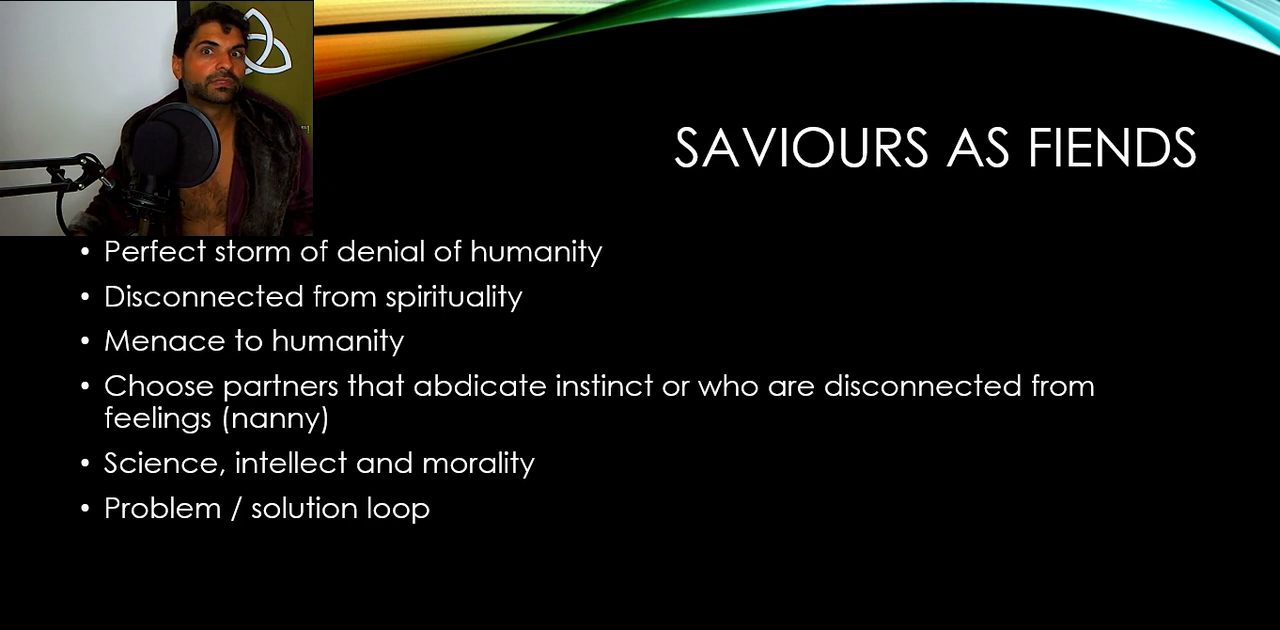 SAVIOURS AS FIENDS
• Perfect storm of denial of humanity
• Disconnected from spirituality
• Menace to humanity
• Choose partners that abdicate instinct or who are disconnected from
feelings (nanny)
• Science, intellect and morality
• Problem / solution loop